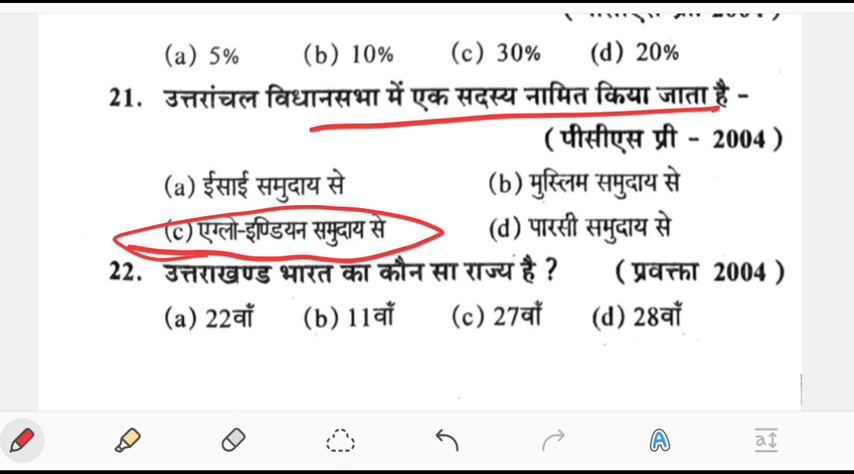 (a) 5% (b) 10% (c) 30% (d) 20%
21. उत्तरांचल विधानसभा में एक सदस्य नामित किया जाता है -
( पीसीएस प्री - 2004 )
(a) ईसाई समुदाय से (b) मुस्लिम समुदाय से
(c) एग्लो-इण्डियन समुदाय से (d) पारसी समुदाय से
22. उत्तराखण्ड भारत का कौन सा राज्य है ? ( प्रवक्ता 2004 )
(a) 22वाँ (b) 11वाँ (c) 27वाँ (d) 28वाँ
A a